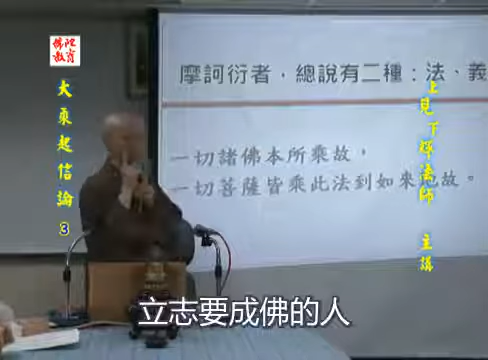 佛陀
教育
大乘起信論
3
摩訶衍者,總說有二種:法、義
一切諸佛本所乘故,
一切菩薩皆乘此法到如來地故。
上見下輝法師 主講
立志要成佛的人